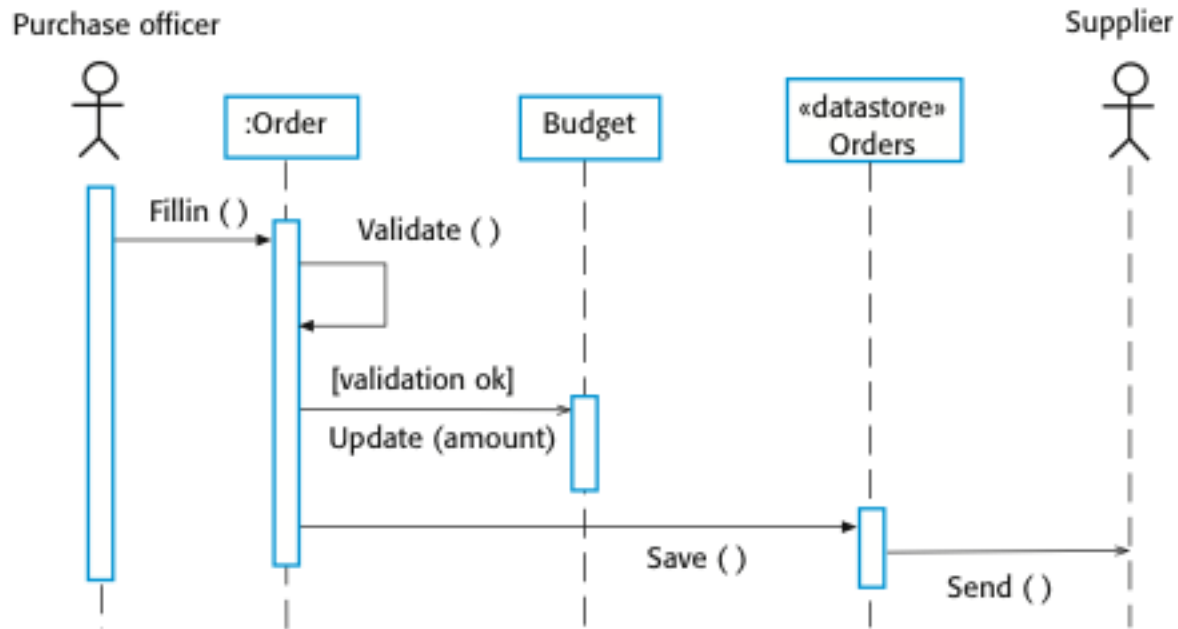 Purchase officer
Supplier
:Order
Budget
«datastore»
Orders
Fillin ( )
Validate ( )
[validation ok]
Update (amount)
Save ( )
Send ( )